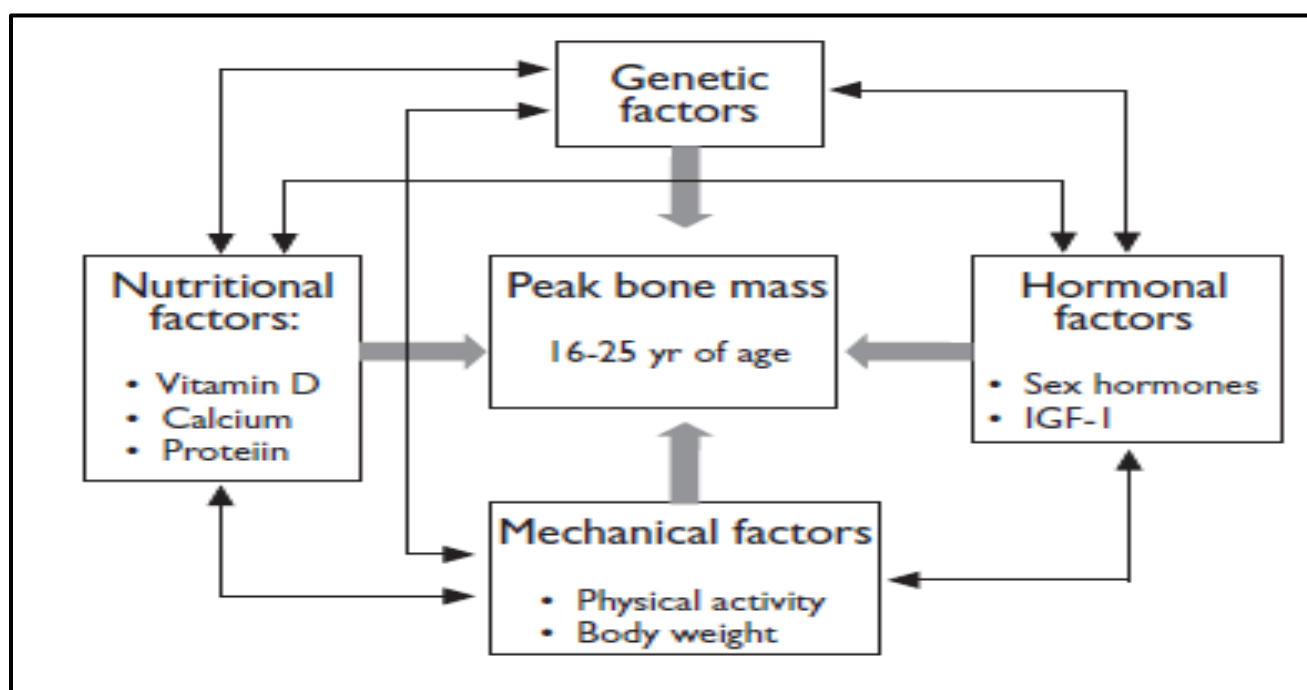 Genetic
factors
Nutritional
factors:
• Vitamin D
• Calcium
• Proteiin
Peak bone mass
16-25 yr of age
Hormonal
factors
• Sex hormones
• IGF-1
Mechanical factors
• Physical activity
• Body weight